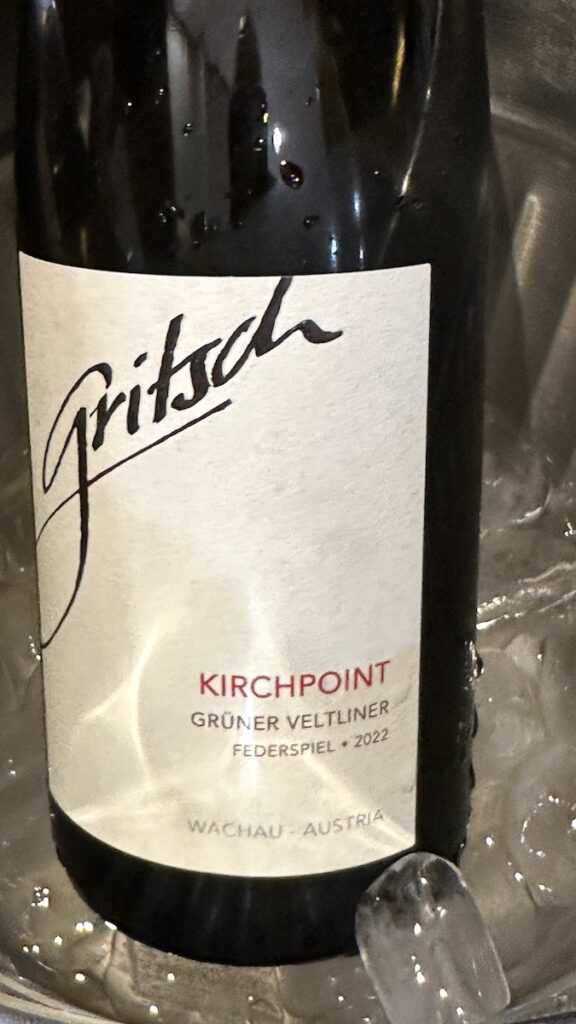 Gritsch
KIRCHPOINT
GRÜNER VELTLINER
FEDERSPIEL • 2022
WACHAU - AUSTRIA